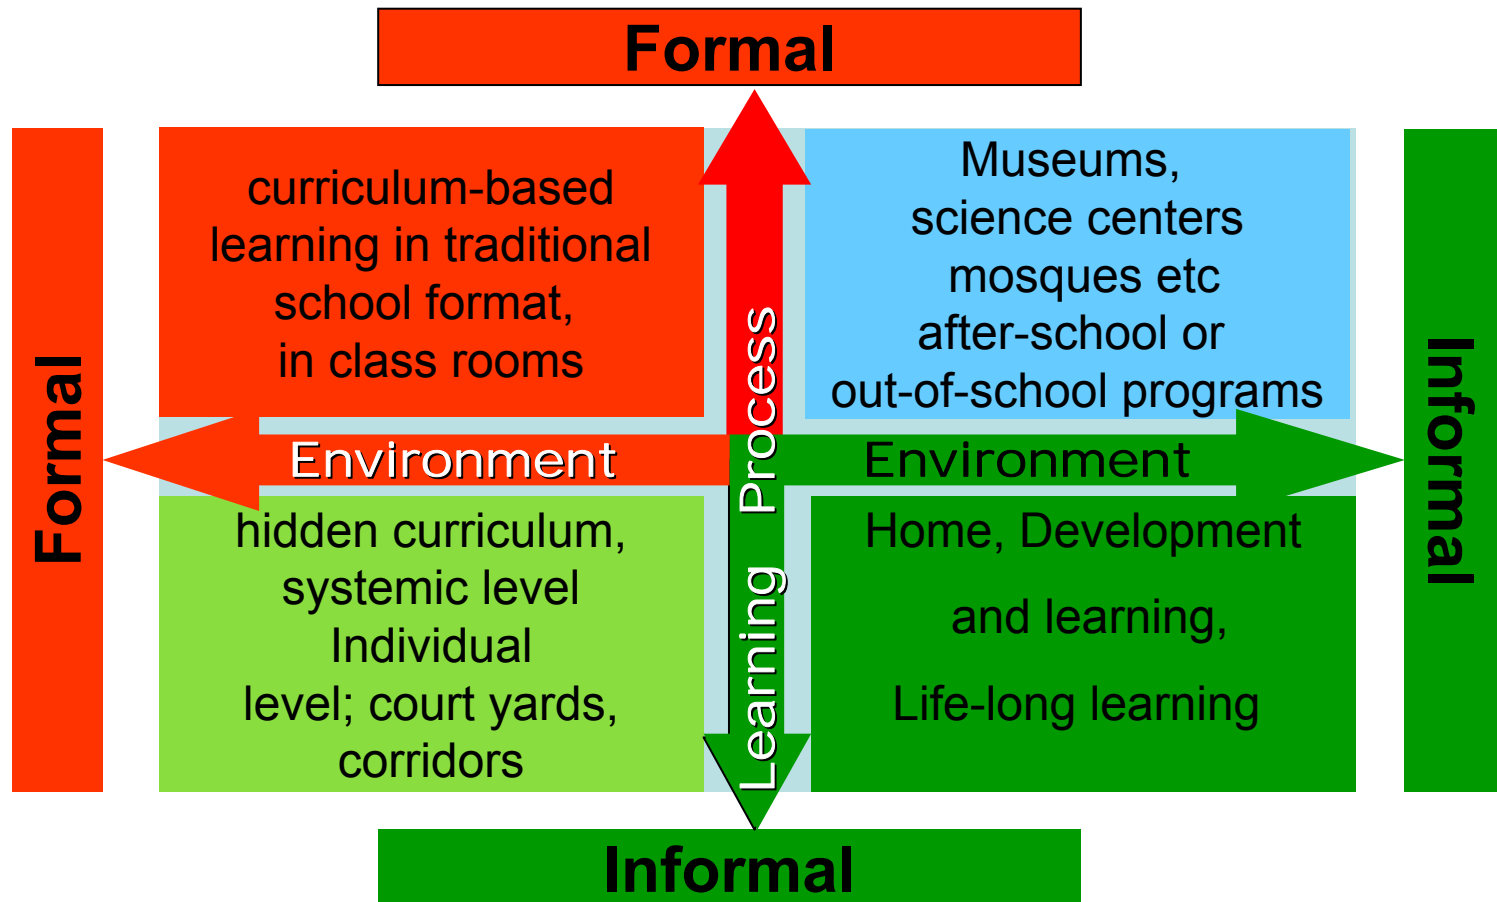 Formal
Formal
curriculum-based
learning in traditional
school format,
in class rooms
Museums,
science centers
mosques etc
after-school or
out-of-school programs
Informal
Environment
Environment
Learning Process
hidden curriculum,
systemic level
Individual
level; court yards,
corridors
Home, Development
and learning,
Life-long learning
Informal